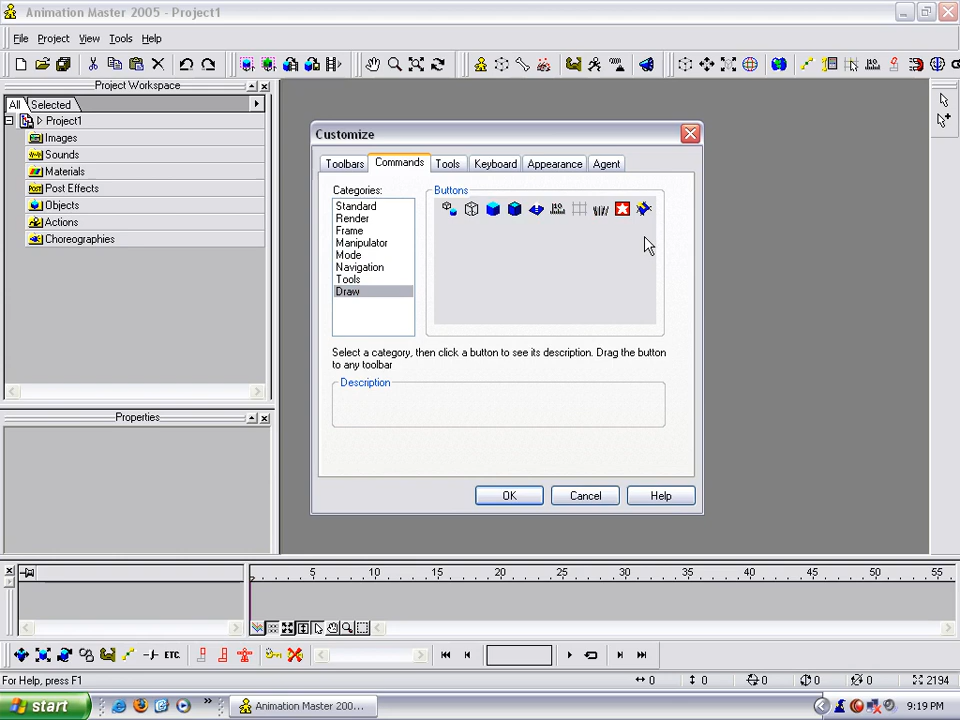 Animation Master 2005 - Project1
File Project View Tools Help
Project Workspace
All Selected
Project1
Images
Sounds
Materials
POST Post Effects
Objects
Actions
Choreographies
Properties
Customize
Toolbars Commands Tools Keyboard Appearance Agent
Categories:
Standard
Render
Frame
Manipulator
Mode
Navigation
Tools
Draw
Buttons
Select a category, then click a button to see its description. Drag the button
to any toolbar
Description
OK Cancel Help
5 10 15 20 25 30 35 40 45 50 55
ETC.
For Help, press F1
0 0 0 0 0 2194
start
Animation Master 200...
9:19 PM